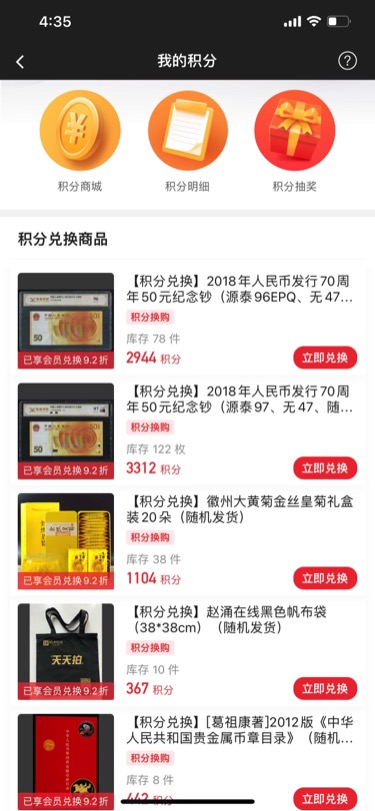 4:35
我的积分
?
积分商城
积分明细
积分抽奖
积分兑换商品
【积分兑换】2018年人民币发行70周
年50元纪念钞（源泰96EPQ、无47...
积分换购
库存 78 件
2944 积分
立即兑换
已享会员兑换9.2折
【积分兑换】2018年人民币发行70周
年50元纪念钞（源泰97、无47、随...
积分换购
库存 122 枚
3312 积分
立即兑换
已享会员兑换9.2折
【积分兑换】徽州大黄菊金丝皇菊礼盒
装20朵（随机发货）
积分换购
库存 38 件
1104 积分
立即兑换
已享会员兑换9.2折
【积分兑换】赵涌在线黑色帆布袋
（38*38cm）（随机发货）
积分换购
库存 10 件
367 积分
立即兑换
天天拍
已享会员兑换9.2折
【积分兑换】[葛祖康著]2012版《中华
人民共和国贵金属币章目录》（随机...
积分换购
库存 8 件
442 积分
立即兑换
已享会员兑换9.2折